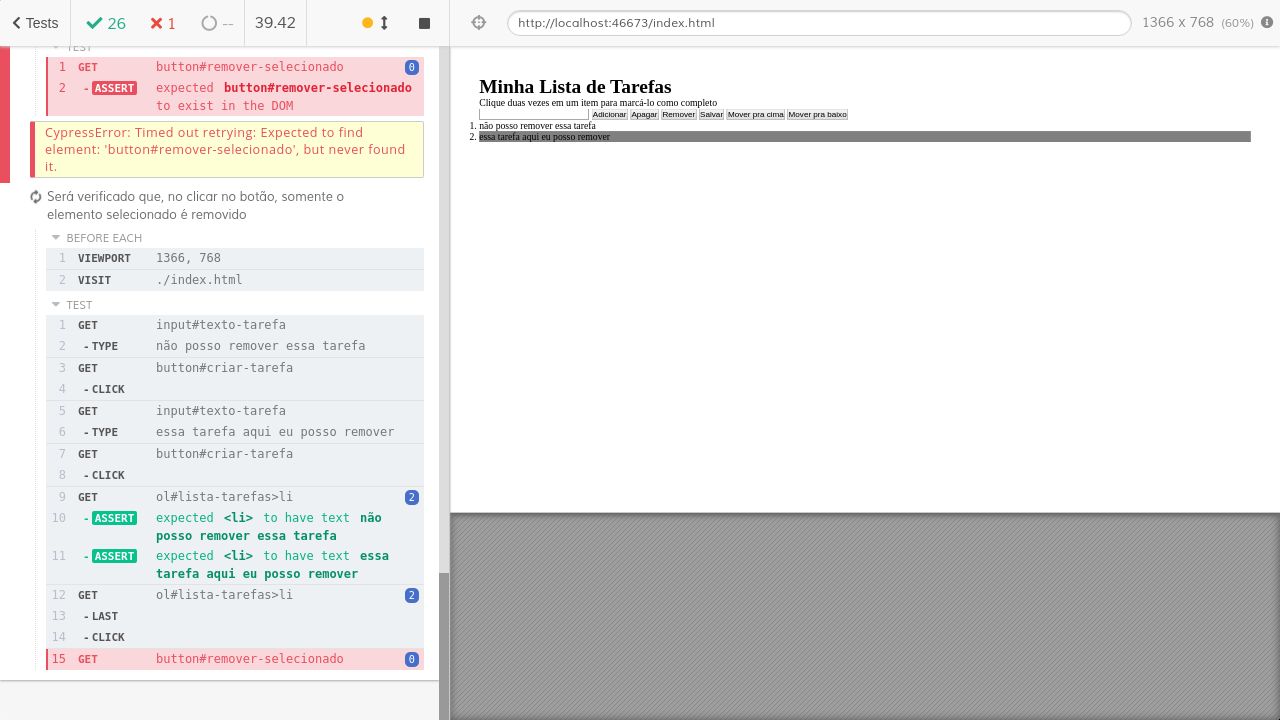 Tests 26 1 -- 39.42
http://localhost:46673/index.html 1366 x 768 (60%)
TEST
1 GET button#remover-selecionado 0
2 - ASSERT expected button#remover-selecionado
to exist in the DOM
CypressError: Timed out retrying: Expected to find
element: 'button#remover-selecionado', but never found
it.
Será verificado que, no clicar no botão, somente o
elemento selecionado é removido
BEFORE EACH
1 VIEWPORT 1366, 768
2 VISIT ./index.html
TEST
1 GET input#texto-tarefa
2 - TYPE não posso remover essa tarefa
3 GET button#criar-tarefa
4 - CLICK
5 GET input#texto-tarefa
6 - TYPE essa tarefa aqui eu posso remover
7 GET button#criar-tarefa
8 - CLICK
9 GET ol#lista-tarefas>li 2
10 - ASSERT expected <li> to have text não
posso remover essa tarefa
11 - ASSERT expected <li> to have text essa
tarefa aqui eu posso remover
12 GET ol#lista-tarefas>li 2
13 - LAST
14 - CLICK
15 GET button#remover-selecionado 0
Minha Lista de Tarefas
Clique duas vezes em um item para marcá-lo como completo
Adicionar Apagar Remover Salvar Mover pra cima Mover pra baixo
1. não posso remover essa tarefa
2. essa tarefa aqui eu posso remover